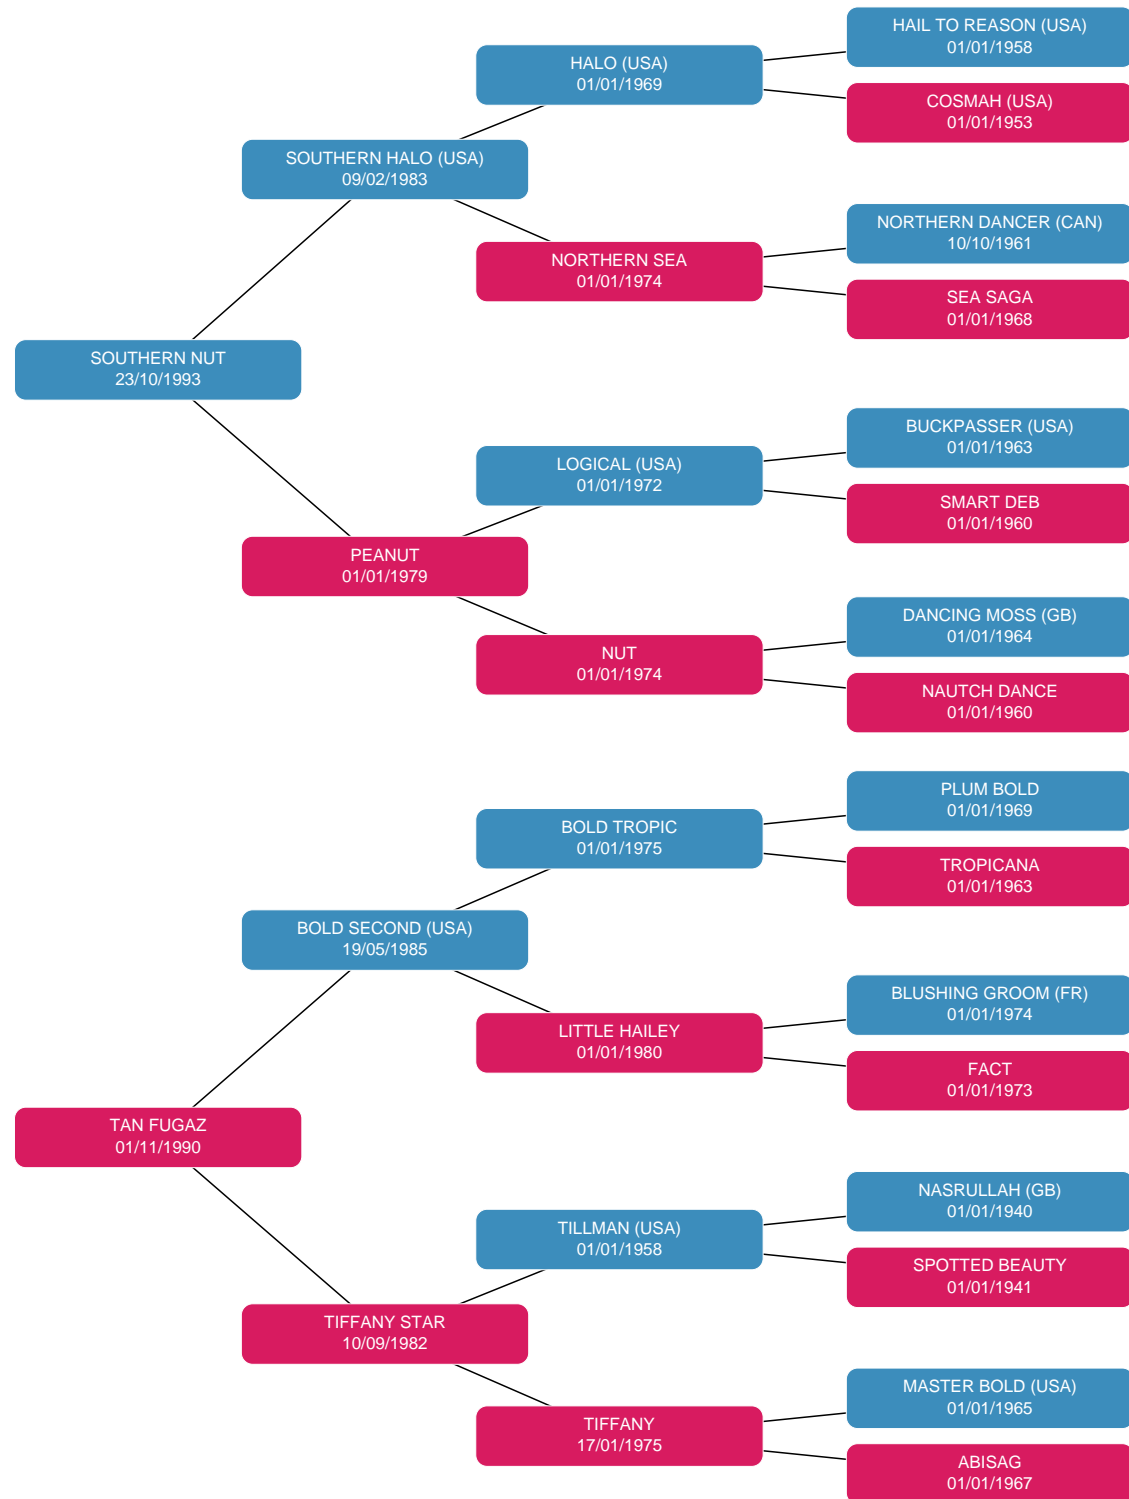 HAIL TO REASON (USA)
01/01/1958
HALO (USA)
01/01/1969
COSMAH (USA)
01/01/1953
SOUTHERN HALO (USA)
09/02/1983
NORTHERN DANCER (CAN)
10/10/1961
NORTHERN SEA
01/01/1974
SEA SAGA
01/01/1968
SOUTHERN NUT
23/10/1993
BUCKPASSER (USA)
01/01/1963
LOGICAL (USA)
01/01/1972
SMART DEB
01/01/1960
PEANUT
01/01/1979
DANCING MOSS (GB)
01/01/1964
NUT
01/01/1974
NAUTCH DANCE
01/01/1960
PLUM BOLD
01/01/1969
BOLD TROPIC
01/01/1975
TROPICANA
01/01/1963
BOLD SECOND (USA)
19/05/1985
BLUSHING GROOM (FR)
01/01/1974
LITTLE HAILEY
01/01/1980
FACT
01/01/1973
TAN FUGAZ
01/11/1990
NASRULLAH (GB)
01/01/1940
TILLMAN (USA)
01/01/1958
SPOTTED BEAUTY
01/01/1941
TIFFANY STAR
10/09/1982
MASTER BOLD (USA)
01/01/1965
TIFFANY
17/01/1975
ABISAG
01/01/1967